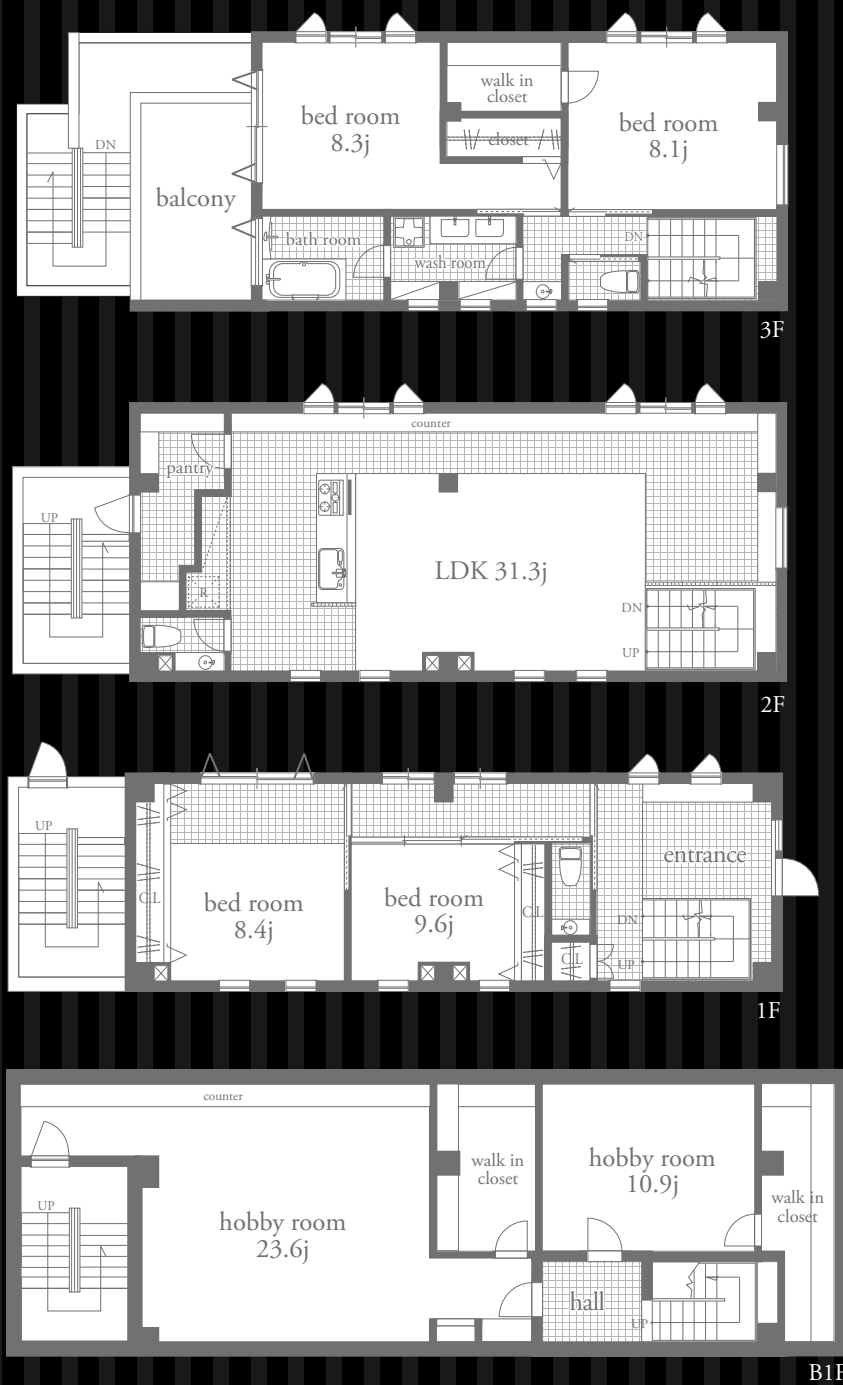 bed room
8.3j
walk in
closet
closet
bed room
8.1j
DN
balcony
bath room
wash room
DN
3F
counter
pantry
UP
LDK 31.3j
R
DN
UP
2F
UP
C.L
bed room
8.4j
bed room
9.6j
C.L
C.L
entrance
DN
UP
1F
counter
UP
hobby room
23.6j
walk in
closet
hobby room
10.9j
walk in
closet
hall
UP
B1F